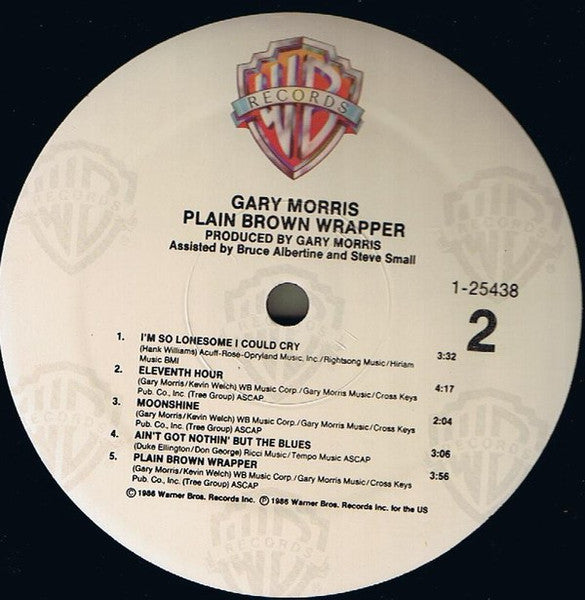 RECORDS
GARY MORRIS
PLAIN BROWN WRAPPER
PRODUCED BY GARY MORRIS
Assisted by Bruce Albertine and Steve Small
1-25438
2
1. I'M SO LONESOME I COULD CRY
(Hank Williams) Acuff-Rose-Opryland Music, Inc./Rightsong Music/Hiriam 3:32
Music BMI
2. ELEVENTH HOUR
(Gary Morris/Kevin Welch) WB Music Corp./Gary Morris Music/Cross Keys 4:17
Pub. Co., Inc. (Tree Group) ASCAP
3. MOONSHINE
(Gary Morris/Kevin Welch) WB Music Corp./Gary Morris Music/Cross Keys 2:04
Pub. Co., Inc. (Tree Group) ASCAP
4. AIN'T GOT NOTHIN' BUT THE BLUES
(Duke Ellington/Don George) Ricci Music/Tempo Music ASCAP 3:06
5. PLAIN BROWN WRAPPER
(Gary Morris/Kevin Welch) WB Music Corp./Gary Morris Music/Cross Keys 3:56
Pub. Co., Inc. (Tree Group) ASCAP
© 1986 Warner Bros. Records Inc. ℗ 1986 Warner Bros. Records Inc. for the US